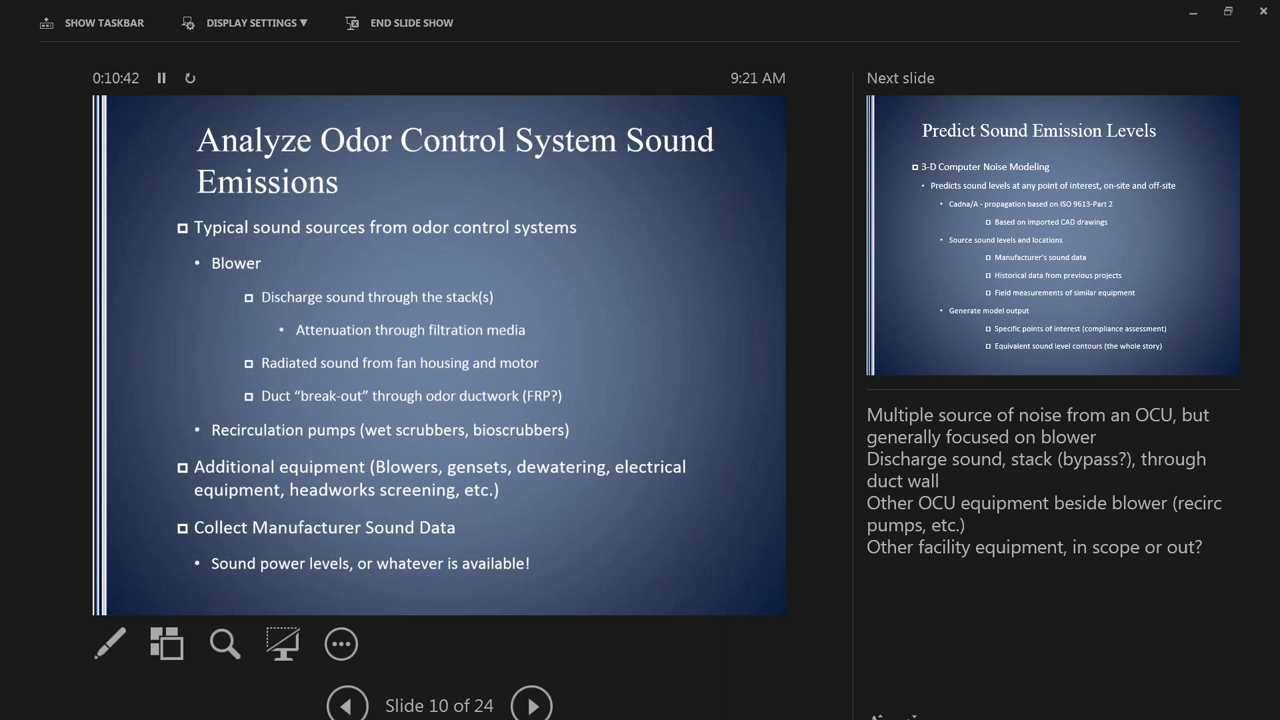 SHOW TASKBAR
DISPLAY SETTINGS ▼
END SLIDE SHOW
0:10:42
9:21 AM
Analyze Odor Control System Sound
Emissions
Typical sound sources from odor control systems
• Blower
Discharge sound through the stack(s)
• Attenuation through filtration media
Radiated sound from fan housing and motor
Duct “break-out” through odor ductwork (FRP?)
• Recirculation pumps (wet scrubbers, bioscrubbers)
Additional equipment (Blowers, gensets, dewatering, electrical
equipment, headworks screening, etc.)
Collect Manufacturer Sound Data
• Sound power levels, or whatever is available!
Slide 10 of 24
Next slide
Predict Sound Emission Levels
3-D Computer Noise Modeling
• Predicts sound levels at any point of interest, on-site and off-site
• Cadna/A - propagation based on ISO 9613-Part 2
Based on imported CAD drawings
• Source sound levels and locations
Manufacturer's sound data
Historical data from previous projects
Field measurements of similar equipment
• Generate model output
Specific points of interest (compliance assessment)
Equivalent sound level contours (the whole story)
Multiple source of noise from an OCU, but
generally focused on blower
Discharge sound, stack (bypass?), through
duct wall
Other OCU equipment beside blower (recirc
pumps, etc.)
Other facility equipment, in scope or out?